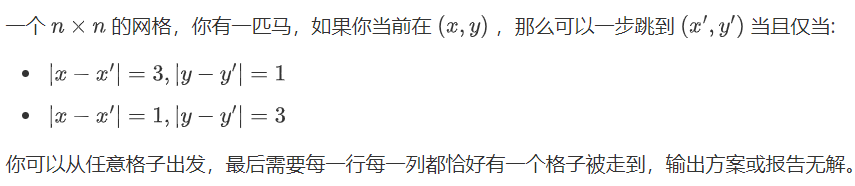 一个 n × n 的网格，你有一匹马，如果你当前在 (x, y) ，那么可以一步跳到 (x′, y′) 当且仅当:
• |x − x′| = 3, |y − y′| = 1
• |x − x′| = 1, |y − y′| = 3
你可以从任意格子出发，最后需要每一行每一列都恰好有一个格子被走到，输出方案或报告无解。